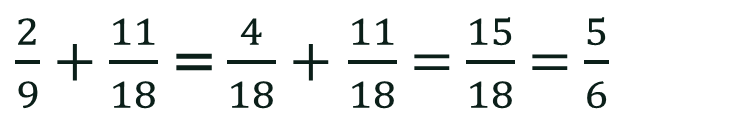 2/9 + 11/18 = 4/18 + 11/18 = 15/18 = 5/6